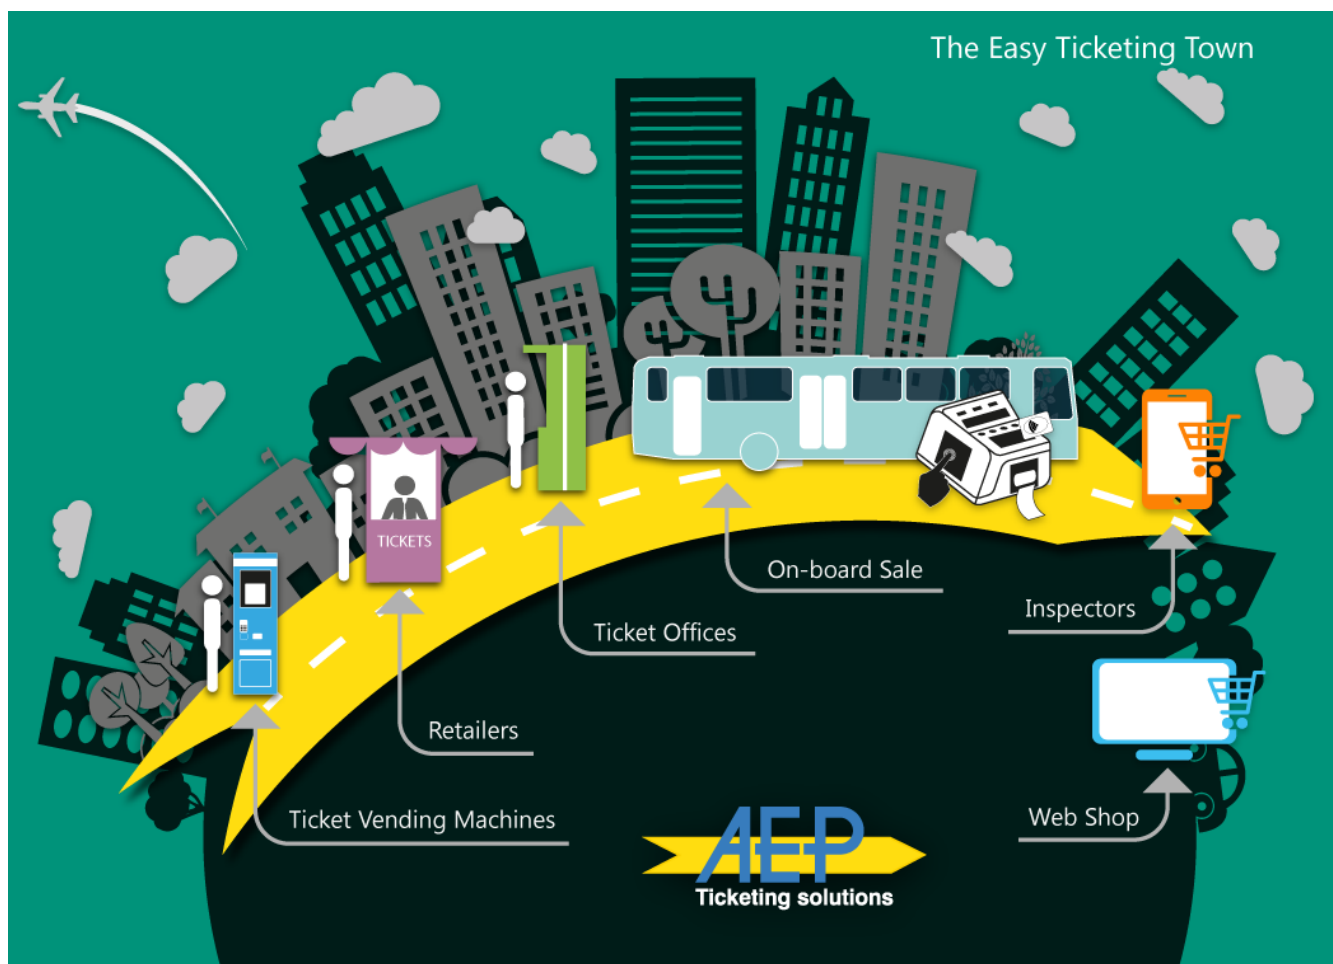 The Easy Ticketing Town
TICKETS
On-board Sale
Inspectors
Ticket Offices
Retailers
Web Shop
Ticket Vending Machines
AEP
Ticketing solutions